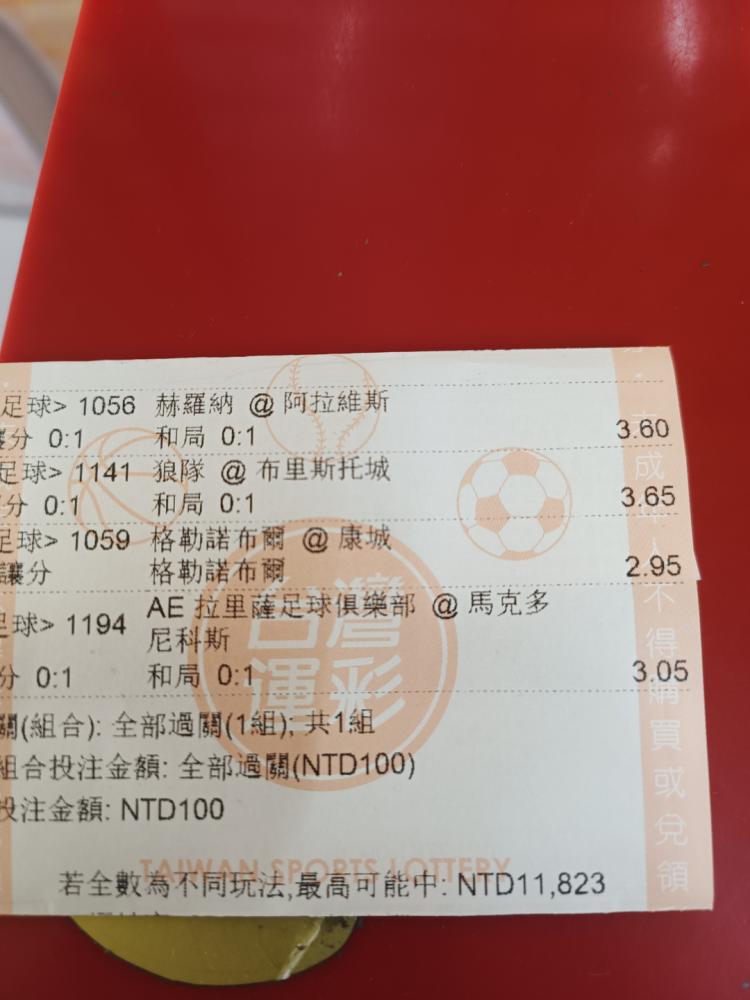 足球> 1056 赫羅納 @ 阿拉維斯
讓分 0:1 和局 0:1 3.60
足球> 1141 狼隊 @ 布里斯托城
分 0:1 和局 0:1 3.65
足球> 1059 格勒諾布爾 @ 康城
讓分 格勒諾布爾 2.95
足球> 1194 AE 拉里薩足球俱樂部 @ 馬克多
尼科斯
分 0:1 和局 0:1 3.05
關(組合): 全部過關(1組); 共1組
組合投注金額: 全部過關(NTD100)
投注金額: NTD100
若全數為不同玩法,最高可能中: NTD11,823
台灣
運彩
TAIWAN SPORTS LOTTERY
未成年人不得購買或兌領